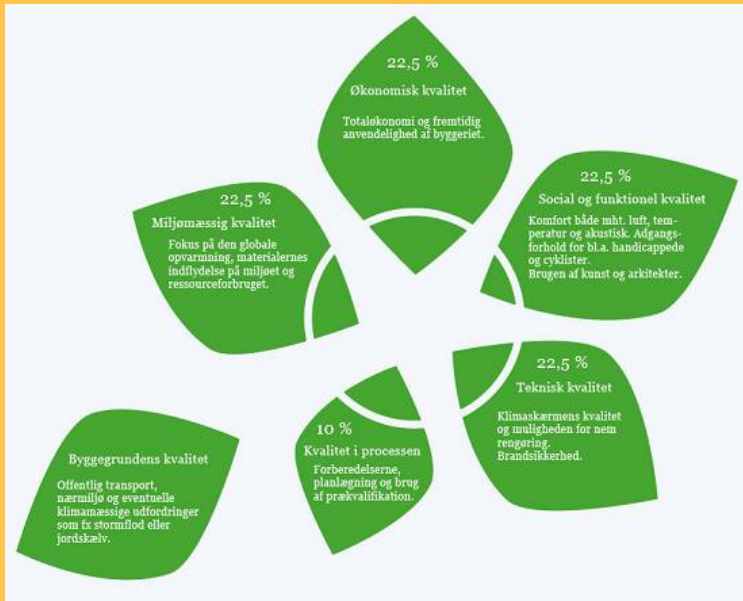 22,5 %
Økonomisk kvalitet
Totaløkonomi og fremtidig
anvendelighed af byggeriet.
22,5 %
Social og funktionel kvalitet
Komfort både mht. luft, tem-
peratur og akustisk. Adgangs-
forhold for bl.a. handicappede
og cyklister.
Brugen af kunst og arkitekter.
22,5 %
Miljømæssig kvalitet
Fokus på den globale
opvarmning, materialernes
indflydelse på miljøet og
ressourceforbruget.
22,5 %
Teknisk kvalitet
Klimaskærmens kvalitet
og muligheden for nem
rengøring.
Brandsikkerhed.
10 %
Kvalitet i processen
Forberedelserne,
planlægning og brug
af prækvalifikation.
Byggegrundens kvalitet
Offentlig transport,
nærmiljø og eventuelle
klimamæssige udfordringer
som fx stormflod eller
jordskælv.